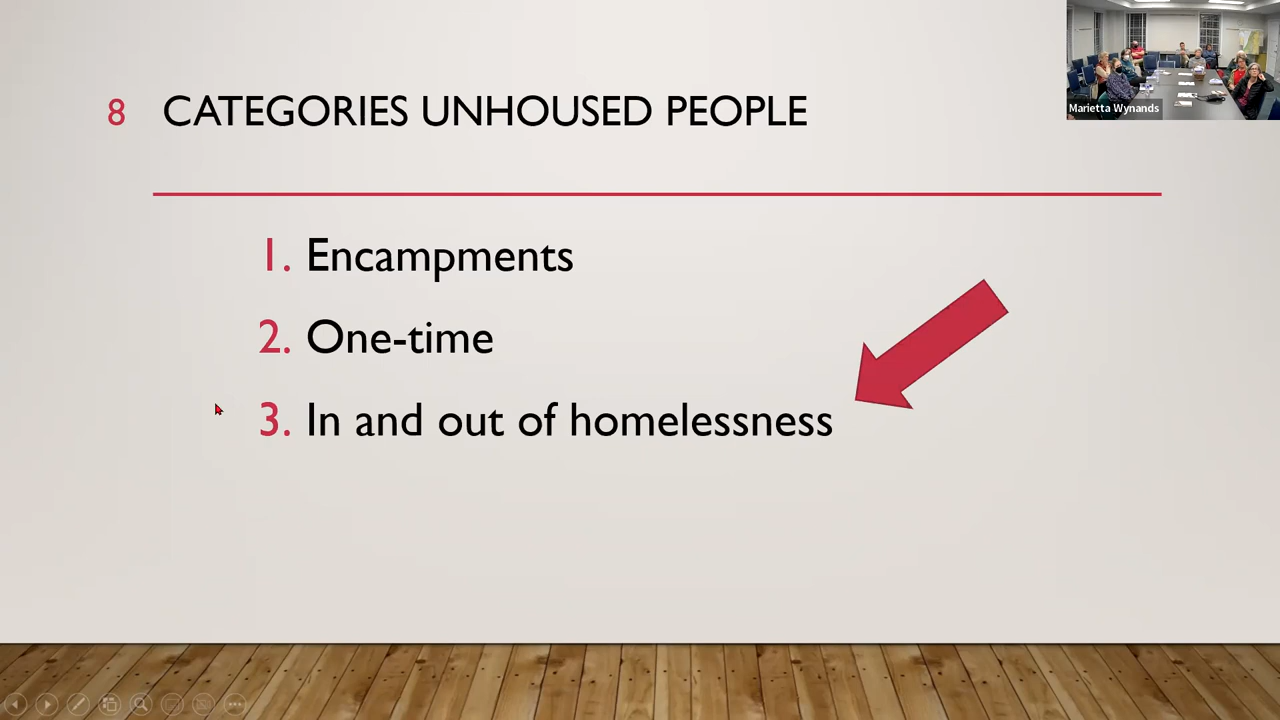 8 CATEGORIES UNHOUSED PEOPLE
Marietta Wynands
1. Encampments
2. One-time
3. In and out of homelessness